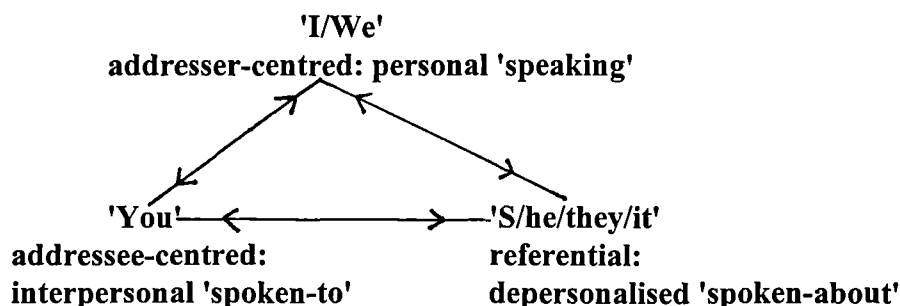 'I/We'
addresser-centred: personal 'speaking'
'You' 'S/he/they/it'
addressee-centred: referential:
interpersonal 'spoken-to' depersonalised 'spoken-about'